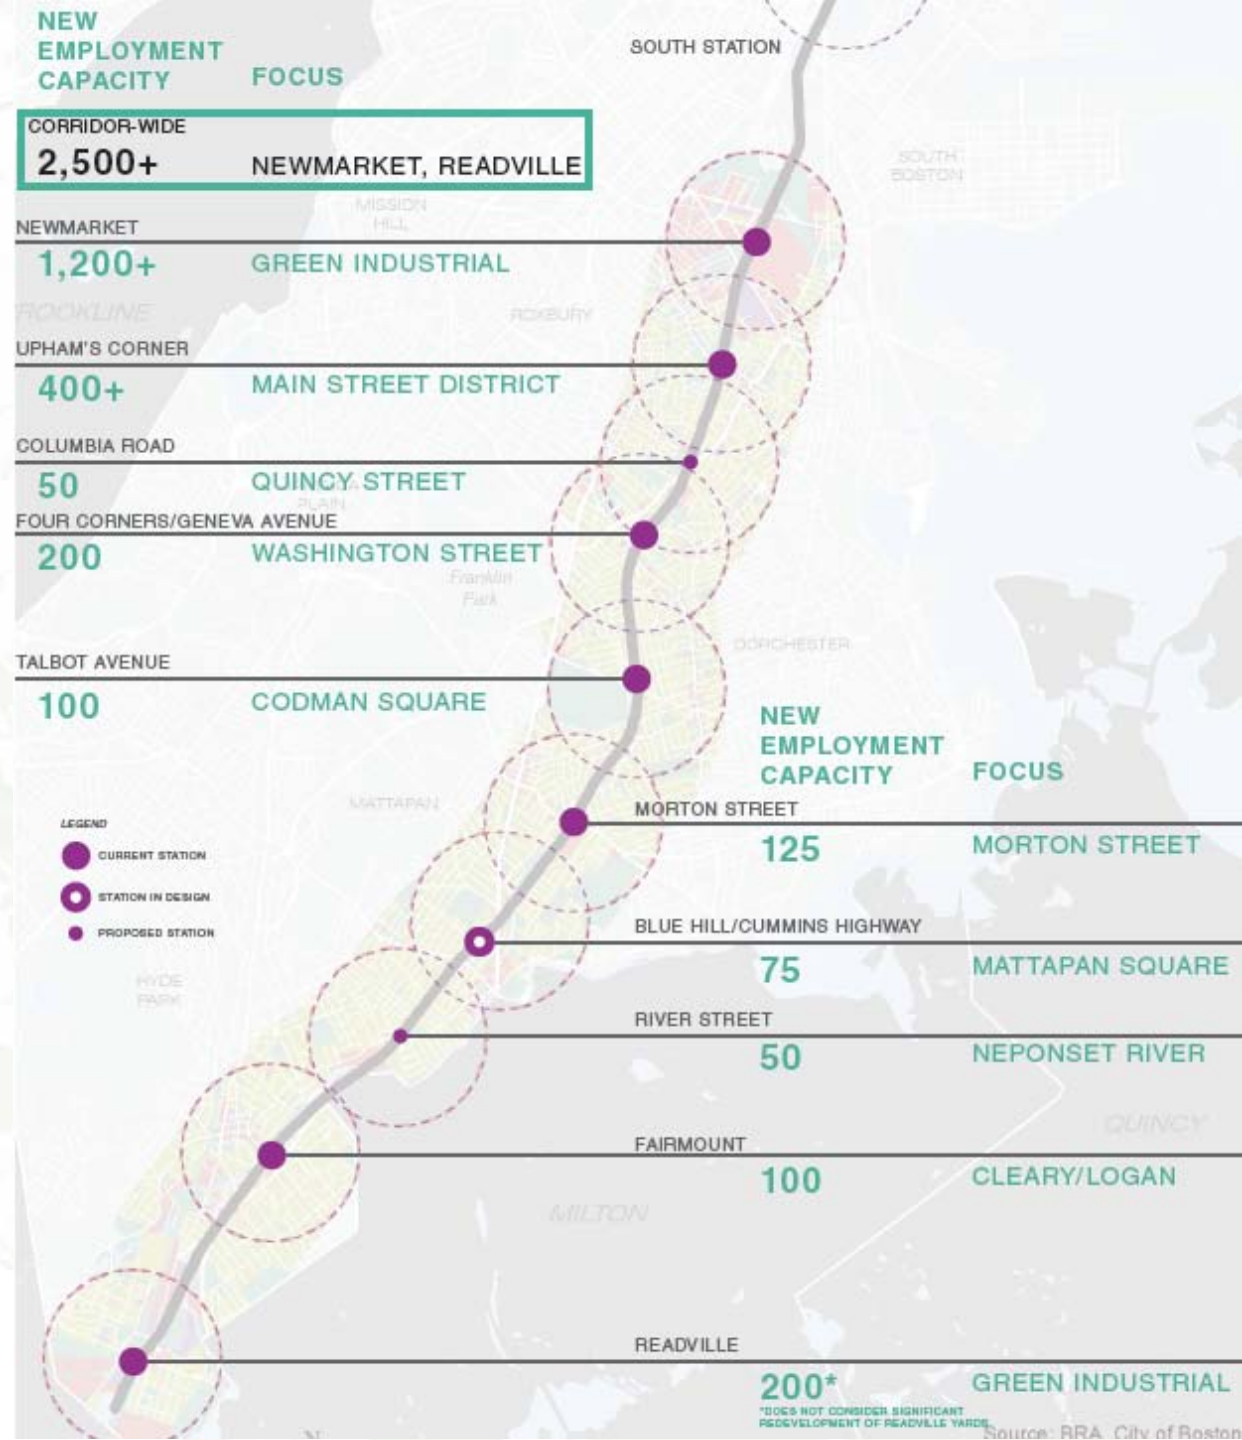 NEW
EMPLOYMENT
CAPACITY FOCUS
SOUTH STATION
CORRIDOR-WIDE
2,500+ NEWMARKET, READVILLE
SOUTH
BOSTON
MISSION
HILL
NEWMARKET
1,200+ GREEN INDUSTRIAL
ROOKLINE
ROXBURY
UPHAM'S CORNER
400+ MAIN STREET DISTRICT
COLUMBIA ROAD
50 QUINCY STREET
PLAIN
FOUR CORNERS/GENEVA AVENUE
200 WASHINGTON STREET
Franklin
Park
DORCHESTER
TALBOT AVENUE
100 CODMAN SQUARE
NEW
EMPLOYMENT
CAPACITY FOCUS
MATTAPAN
MORTON STREET
125 MORTON STREET
LEGEND
CURRENT STATION
STATION IN DESIGN
PROPOSED STATION
BLUE HILL/CUMMINS HIGHWAY
75 MATTAPAN SQUARE
HYDE
PARK
RIVER STREET
50 NEPONSET RIVER
QUINCY
FAIRMOUNT
100 CLEARY/LOGAN
MILTON
READVILLE
200* GREEN INDUSTRIAL
*DOES NOT CONSIDER SIGNIFICANT
REDEVELOPMENT OF READVILLE YARDS
Source: BRA, City of Boston